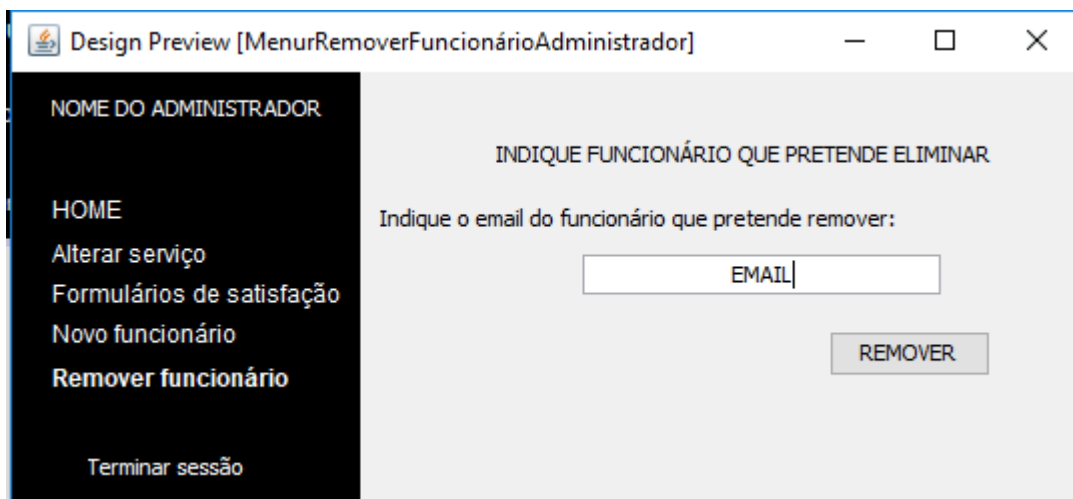 Design Preview [MenurRemoverFuncionárioAdministrador]
NOME DO ADMINISTRADOR
HOME
Alterar serviço
Formulários de satisfação
Novo funcionário
Remover funcionário
Terminar sessão
INDIQUE FUNCIONÁRIO QUE PRETENDE ELIMINAR
Indique o email do funcionário que pretende remover:
EMAIL
REMOVER